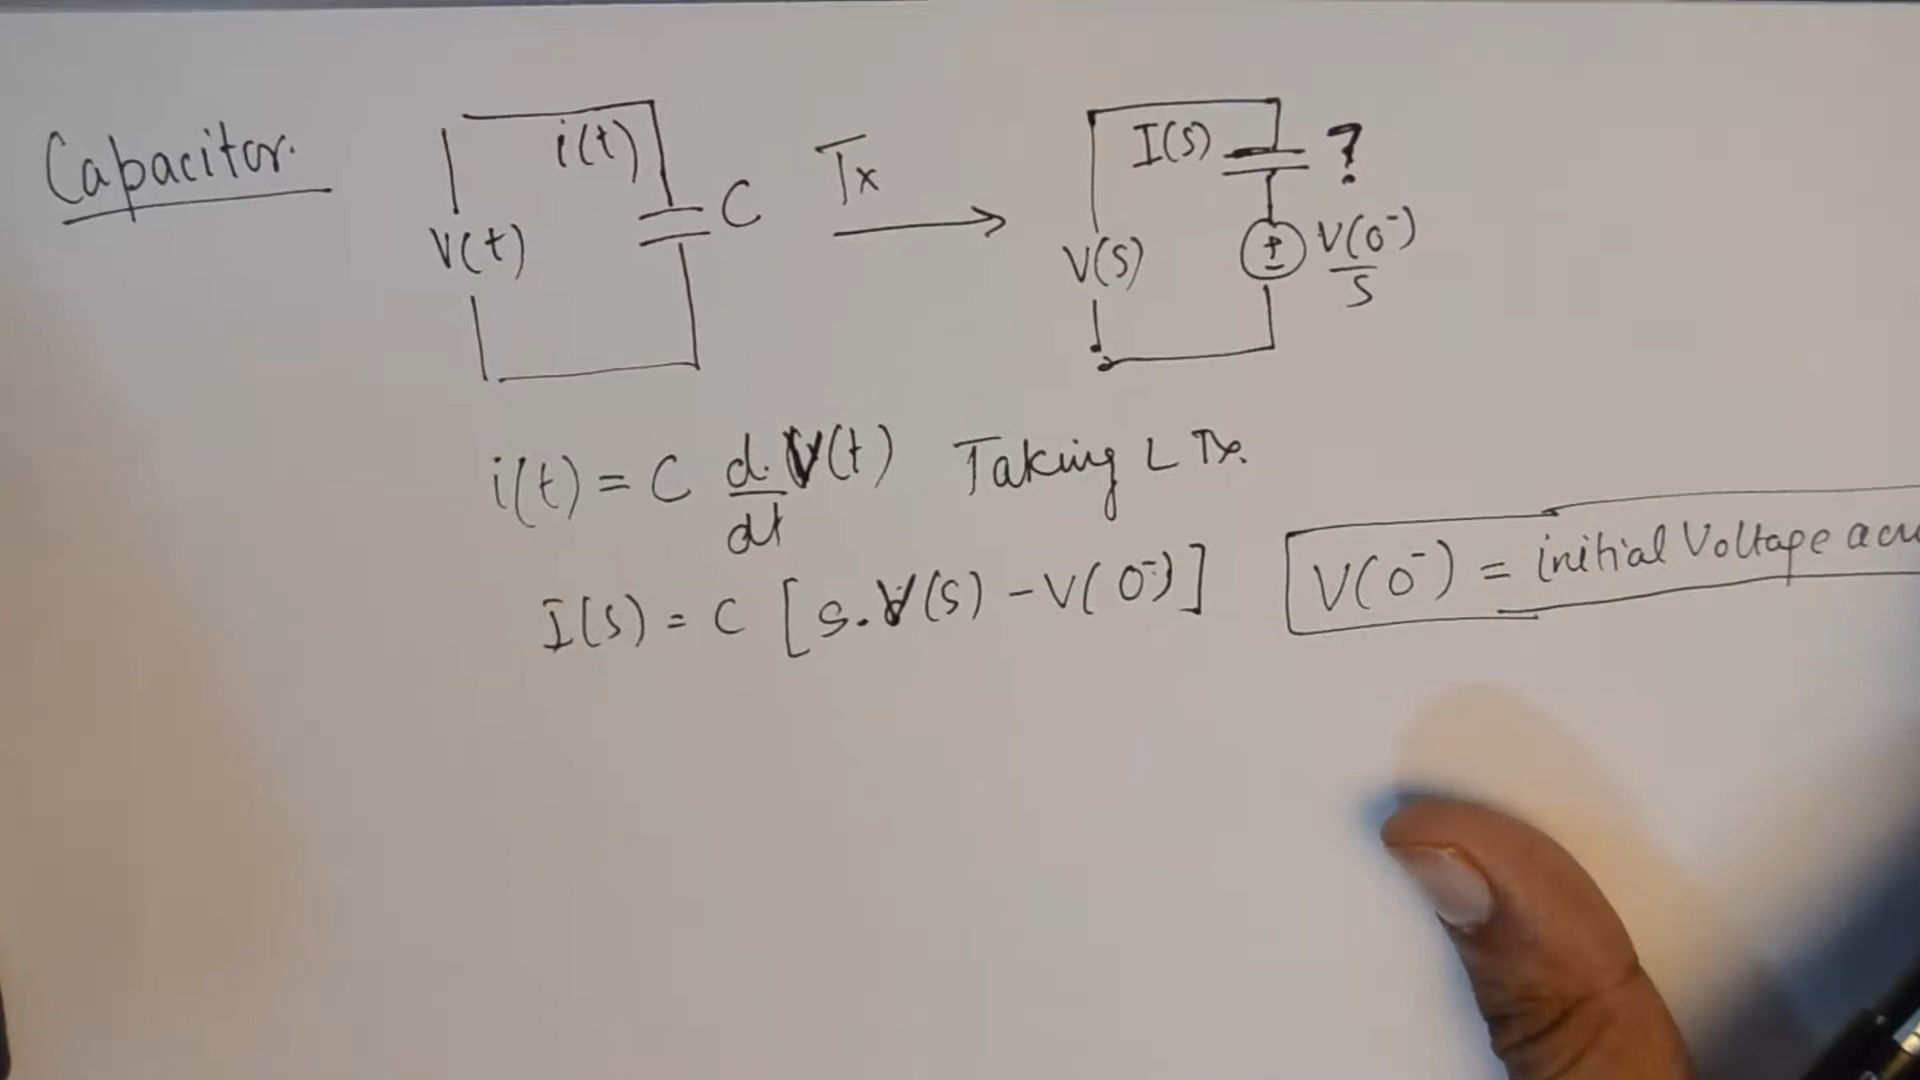 Capacitor.
i(t)
V(t)
C
Tx
I(s)
?
V(s)
+
-
V(0⁻)
s
i(t) = C d/dt V(t) Taking L Tx.
I(s) = C [s.V(s) - V(0⁻)]
V(0⁻) = initial Voltage